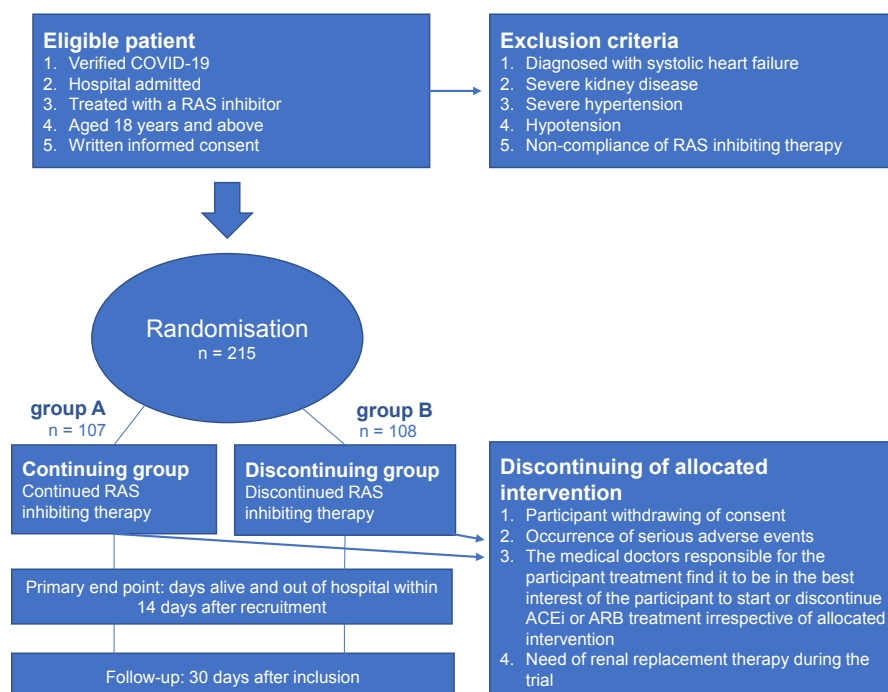 Eligible patient
1. Verified COVID-19
2. Hospital admitted
3. Treated with a RAS inhibitor
4. Aged 18 years and above
5. Written informed consent
Exclusion criteria
1. Diagnosed with systolic heart failure
2. Severe kidney disease
3. Severe hypertension
4. Hypotension
5. Non-compliance of RAS inhibiting therapy
Randomisation
n = 215
group A
n = 107
group B
n = 108
Continuing group
Continued RAS
inhibiting therapy
Discontinuing group
Discontinued RAS
inhibiting therapy
Discontinuing of allocated
intervention
1. Participant withdrawing of consent
2. Occurrence of serious adverse events
3. The medical doctors responsible for the
participant treatment find it to be in the best
interest of the participant to start or discontinue
ACEi or ARB treatment irrespective of allocated
intervention
4. Need of renal replacement therapy during the
trial
Primary end point: days alive and out of hospital within
14 days after recruitment
Follow-up: 30 days after inclusion